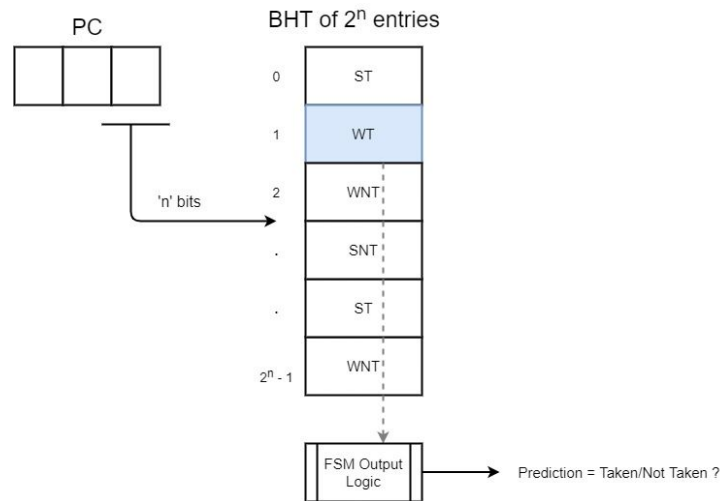 PC
BHT of 2ⁿ entries
0
ST
1
WT
'n' bits
2
WNT
.
SNT
.
ST
2ⁿ - 1
WNT
FSM Output
Logic
Prediction = Taken/Not Taken ?